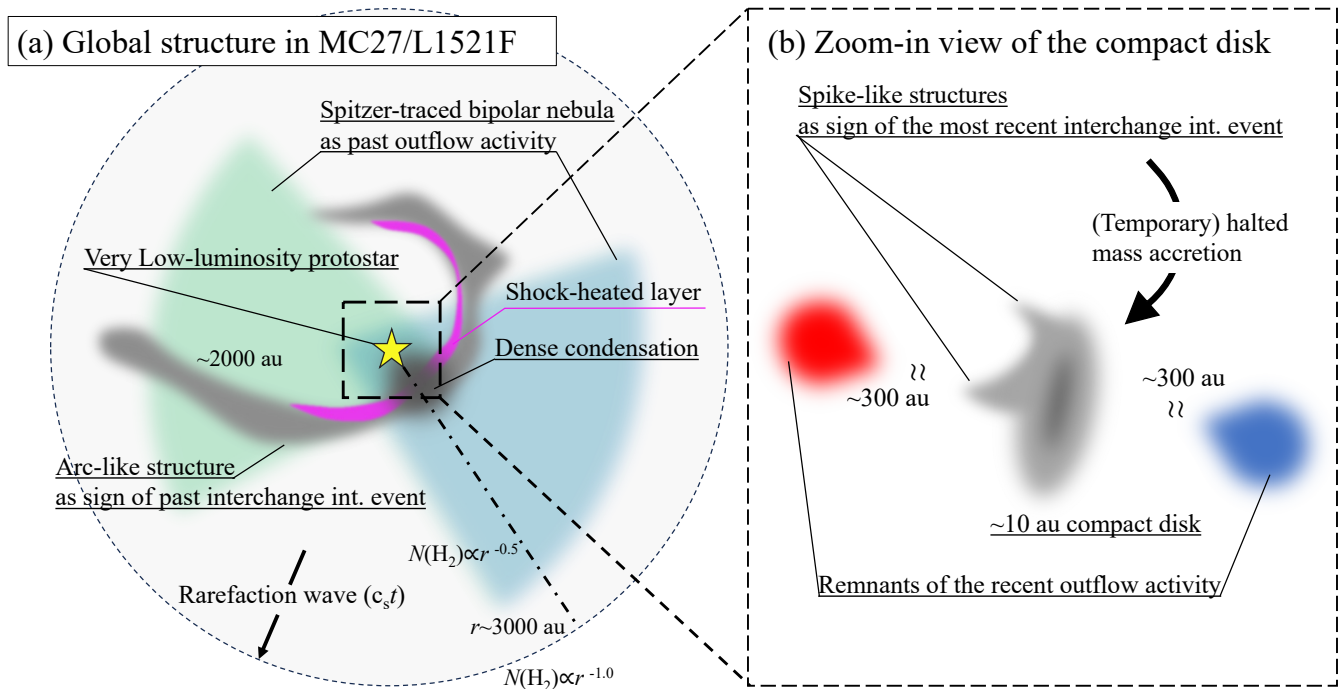 (a) Global structure in MC27/L1521F
Spitzer-traced bipolar nebula
as past outflow activity
Very Low-luminosity protostar
Shock-heated layer
Dense condensation
~2000 au
Arc-like structure
as sign of past interchange int. event
N(H₂)∝r ⁻⁰·⁵
Rarefaction wave (cₛt)
r~3000 au
N(H₂)∝r ⁻¹·⁰
(b) Zoom-in view of the compact disk
Spike-like structures
as sign of the most recent interchange int. event
(Temporary) halted
mass accretion
≈
~300 au
~300 au
≈
~10 au compact disk
Remnants of the recent outflow activity